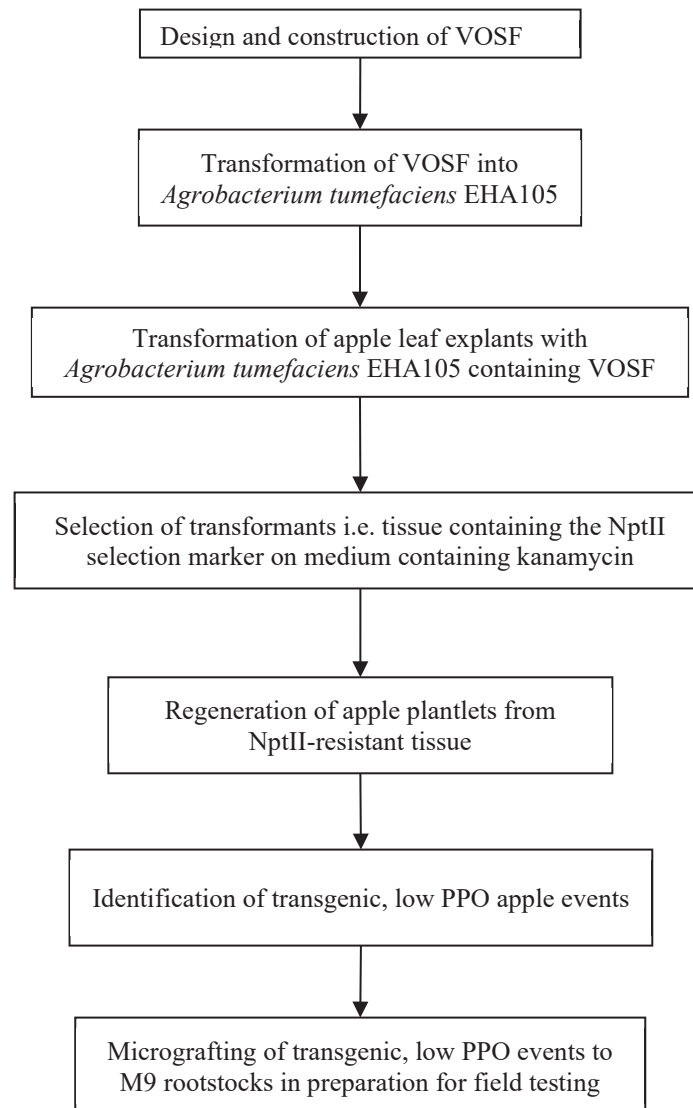 Design and construction of VOSF
Transformation of VOSF into
Agrobacterium tumefaciens EHA105
Transformation of apple leaf explants with
Agrobacterium tumefaciens EHA105 containing VOSF
Selection of transformants i.e. tissue containing the NptII
selection marker on medium containing kanamycin
Regeneration of apple plantlets from
NptII-resistant tissue
Identification of transgenic, low PPO apple events
Micrografting of transgenic, low PPO events to
M9 rootstocks in preparation for field testing